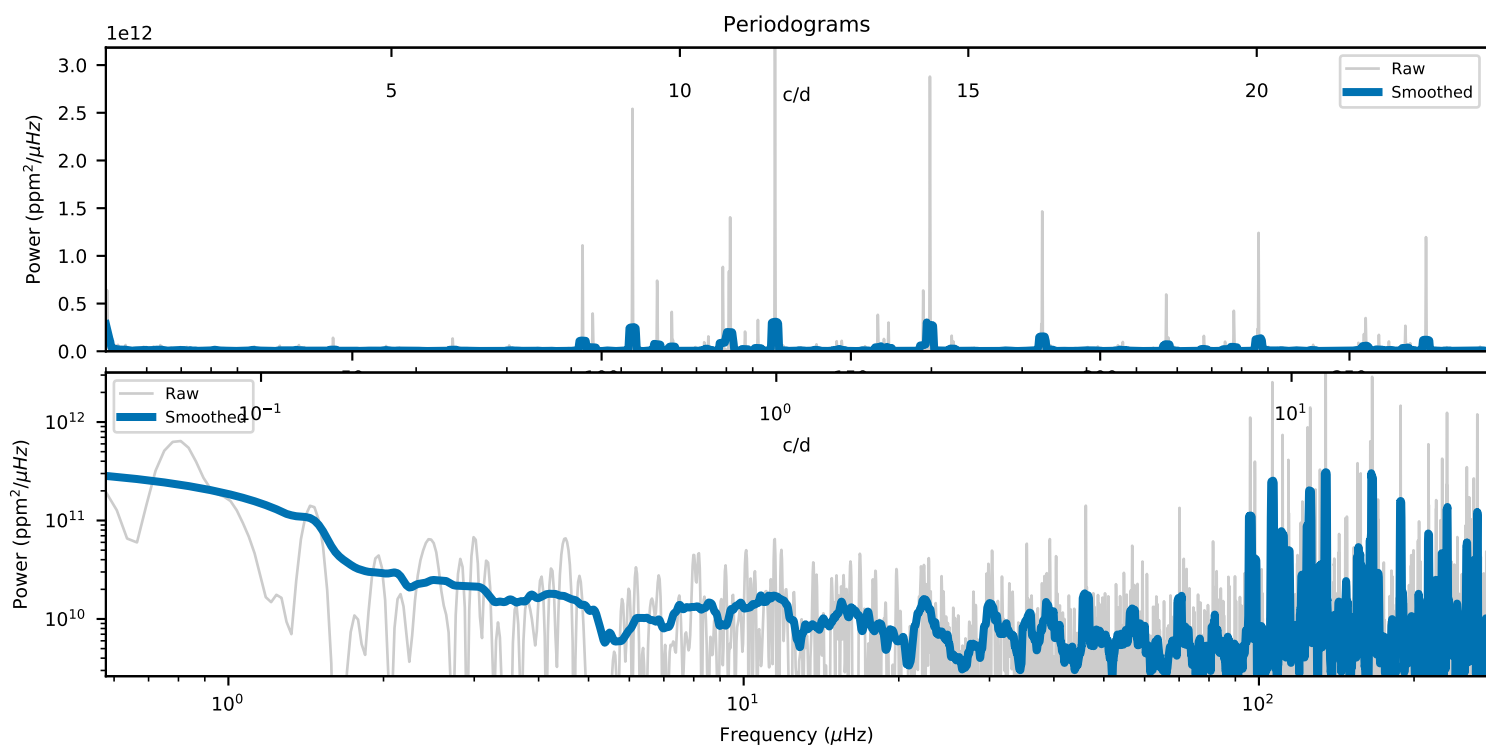 Periodograms
1e12
3.0
2.5
2.0
1.5
1.0
0.5
0.0
Power (ppm²/μHz)
5
10
15
20
c/d
Raw
Smoothed
10¹²
10¹¹
10¹⁰
Power (ppm²/μHz)
Raw
Smoothed
10⁻¹
10⁰
10¹
c/d
10⁰
10¹
10²
Frequency (μHz)